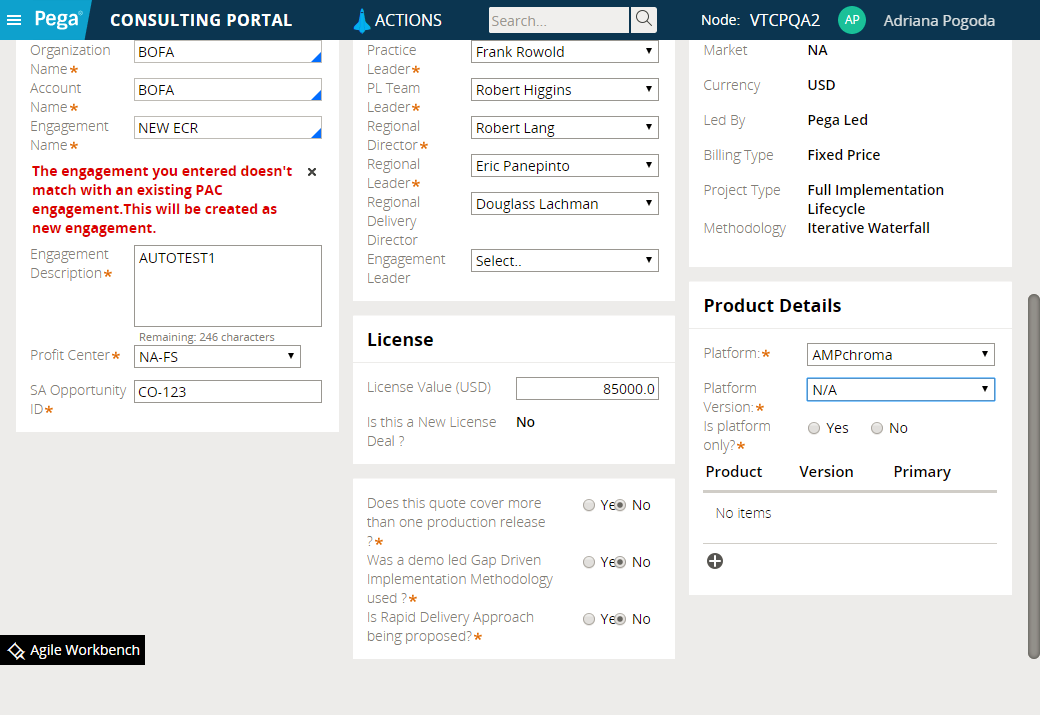 Pega
CONSULTING PORTAL
ACTIONS
Search...
Node: VTCPQA2
AP
Adriana Pogoda
Organization
Name*
BOFA
Account
Name*
BOFA
Engagement
Name*
NEW ECR
The engagement you entered doesn't
match with an existing PAC
engagement.This will be created as
new engagement.
Engagement
Description*
AUTOTEST1
Remaining: 246 characters
Profit Center*
NA-FS
SA Opportunity
ID*
CO-123
Practice
Leader*
Frank Rowold
PL Team
Leader*
Robert Higgins
Regional
Director*
Robert Lang
Regional
Leader*
Eric Panepinto
Regional
Delivery
Director
Douglass Lachman
Engagement
Leader
Select..
License
License Value (USD)
85000.0
Is this a New License
Deal ?
No
Does this quote cover more
than one production release
?*
Ye No
Was a demo led Gap Driven
Implementation Methodology
used ?*
Ye No
Is Rapid Delivery Approach
being proposed?*
Ye No
Market
NA
Currency
USD
Led By
Pega Led
Billing Type
Fixed Price
Project Type
Full Implementation
Lifecycle
Methodology
Iterative Waterfall
Product Details
Platform:*
AMPchroma
Platform
Version:*
N/A
Is platform
only?*
Yes No
Product Version Primary
No items
Agile Workbench